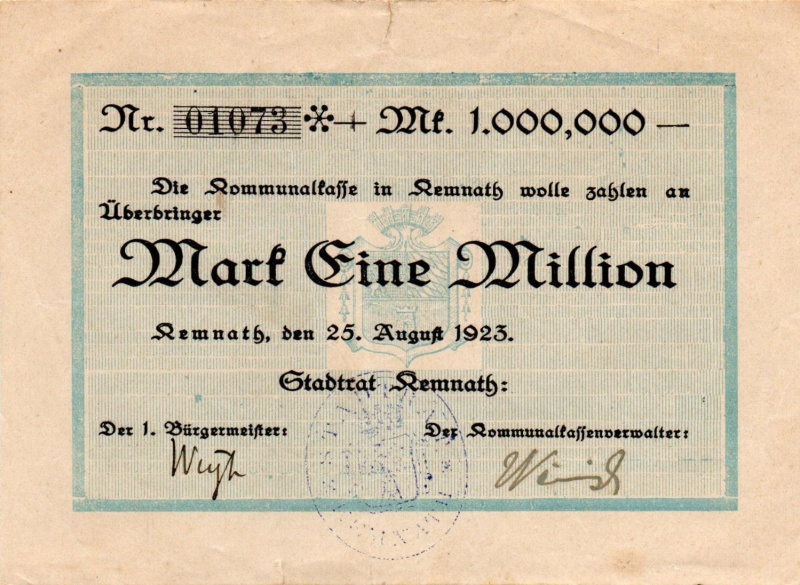 Nr. 01073 Mk. 1.000,000 —
Die Kommunalkasse in Kemnath wolle zahlen an
Überbringer
Mark Eine Million
Kemnath, den 25. August 1923.
Stadtrat Kemnath:
Der 1. Bürgermeister: Der Kommunalkassenverwalter: